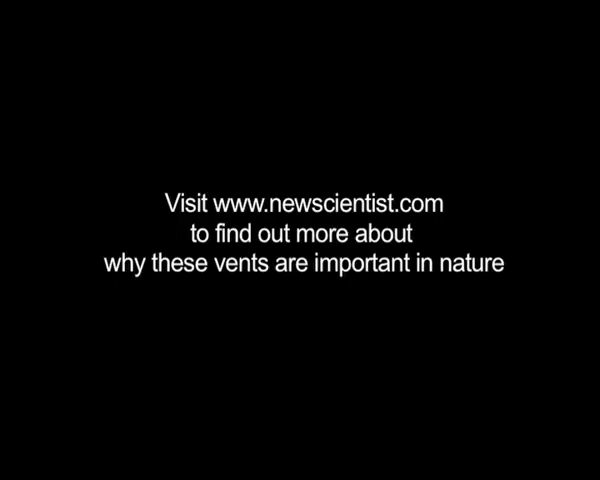 Visit www.newscientist.com
to find out more about
why these vents are important in nature